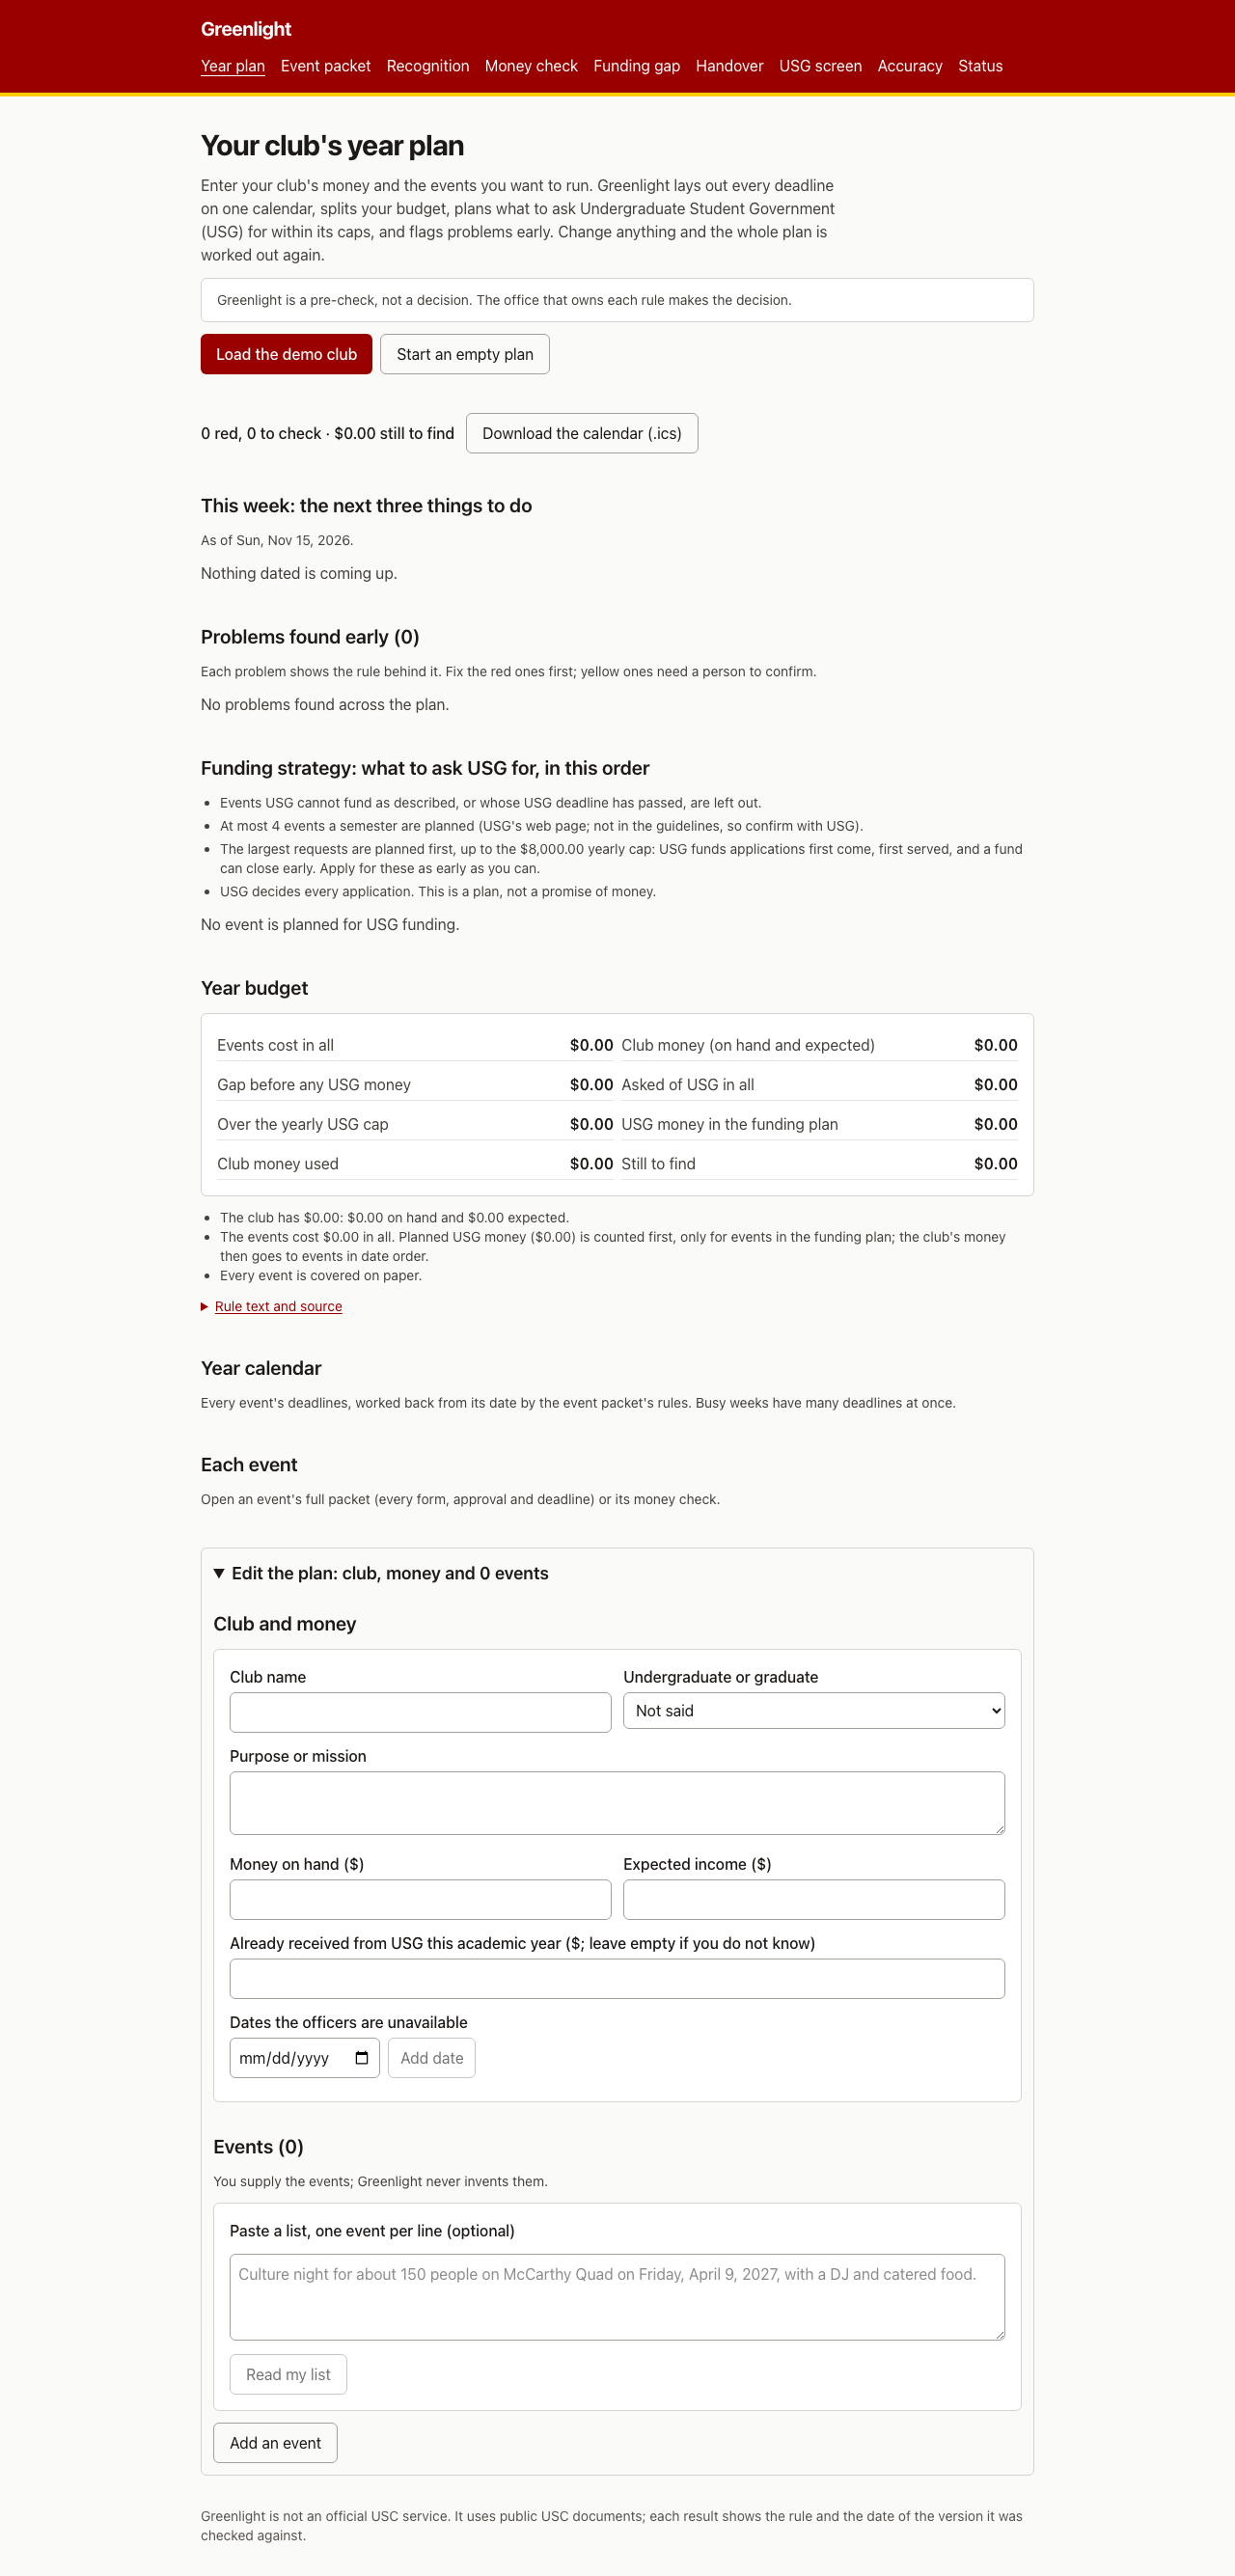 Greenlight
Year plan Event packet Recognition Money check Funding gap Handover USG screen Accuracy Status
Your club's year plan
Enter your club's money and the events you want to run. Greenlight lays out every deadline
on one calendar, splits your budget, plans what to ask Undergraduate Student Government
(USG) for within its caps, and flags problems early. Change anything and the whole plan is
worked out again.
Greenlight is a pre-check, not a decision. The office that owns each rule makes the decision.
Load the demo club Start an empty plan
0 red, 0 to check · $0.00 still to find Download the calendar (.ics)
This week: the next three things to do
As of Sun, Nov 15, 2026.
Nothing dated is coming up.
Problems found early (0)
Each problem shows the rule behind it. Fix the red ones first; yellow ones need a person to confirm.
No problems found across the plan.
Funding strategy: what to ask USG for, in this order
• Events USG cannot fund as described, or whose USG deadline has passed, are left out.
• At most 4 events a semester are planned (USG's web page; not in the guidelines, so confirm with USG).
• The largest requests are planned first, up to the $8,000.00 yearly cap: USG funds applications first come, first served, and a fund
can close early. Apply for these as early as you can.
• USG decides every application. This is a plan, not a promise of money.
No event is planned for USG funding.
Year budget
Events cost in all $0.00 Club money (on hand and expected) $0.00
Gap before any USG money $0.00 Asked of USG in all $0.00
Over the yearly USG cap $0.00 USG money in the funding plan $0.00
Club money used $0.00 Still to find $0.00
• The club has $0.00: $0.00 on hand and $0.00 expected.
• The events cost $0.00 in all. Planned USG money ($0.00) is counted first, only for events in the funding plan; the club's money
then goes to events in date order.
• Every event is covered on paper.
Rule text and source
Year calendar
Every event's deadlines, worked back from its date by the event packet's rules. Busy weeks have many deadlines at once.
Each event
Open an event's full packet (every form, approval and deadline) or its money check.
Edit the plan: club, money and 0 events
Club and money
Club name Undergraduate or graduate
Not said
Purpose or mission
Money on hand ($) Expected income ($)
Already received from USG this academic year ($; leave empty if you do not know)
Dates the officers are unavailable
mm/dd/yyyy Add date
Events (0)
You supply the events; Greenlight never invents them.
Paste a list, one event per line (optional)
Culture night for about 150 people on McCarthy Quad on Friday, April 9, 2027, with a DJ and catered food.
Read my list
Add an event
Greenlight is not an official USC service. It uses public USC documents; each result shows the rule and the date of the version it was
checked against.